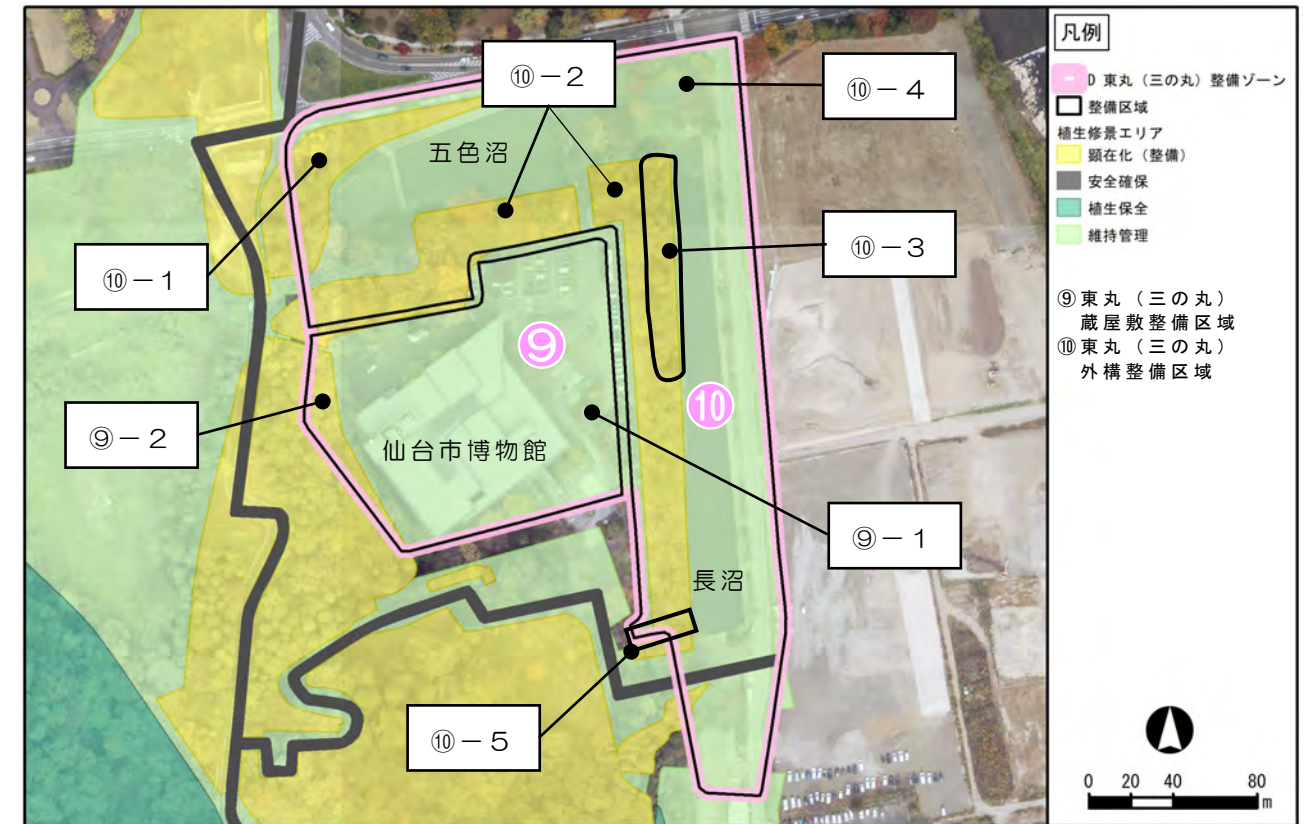 ⑩－2
⑩－4
五色沼
⑩－1
⑩－3
⑨
⑩
⑨－2
仙台市博物館
⑨－1
長沼
⑩－5
凡例
D 東丸（三の丸）整備ゾーン
整備区域
植生修景エリア
顕在化（整備）
安全確保
植生保全
維持管理
⑨東丸（三の丸）
蔵屋敷整備区域
⑩東丸（三の丸）
外構整備区域
0 20 40 80
m